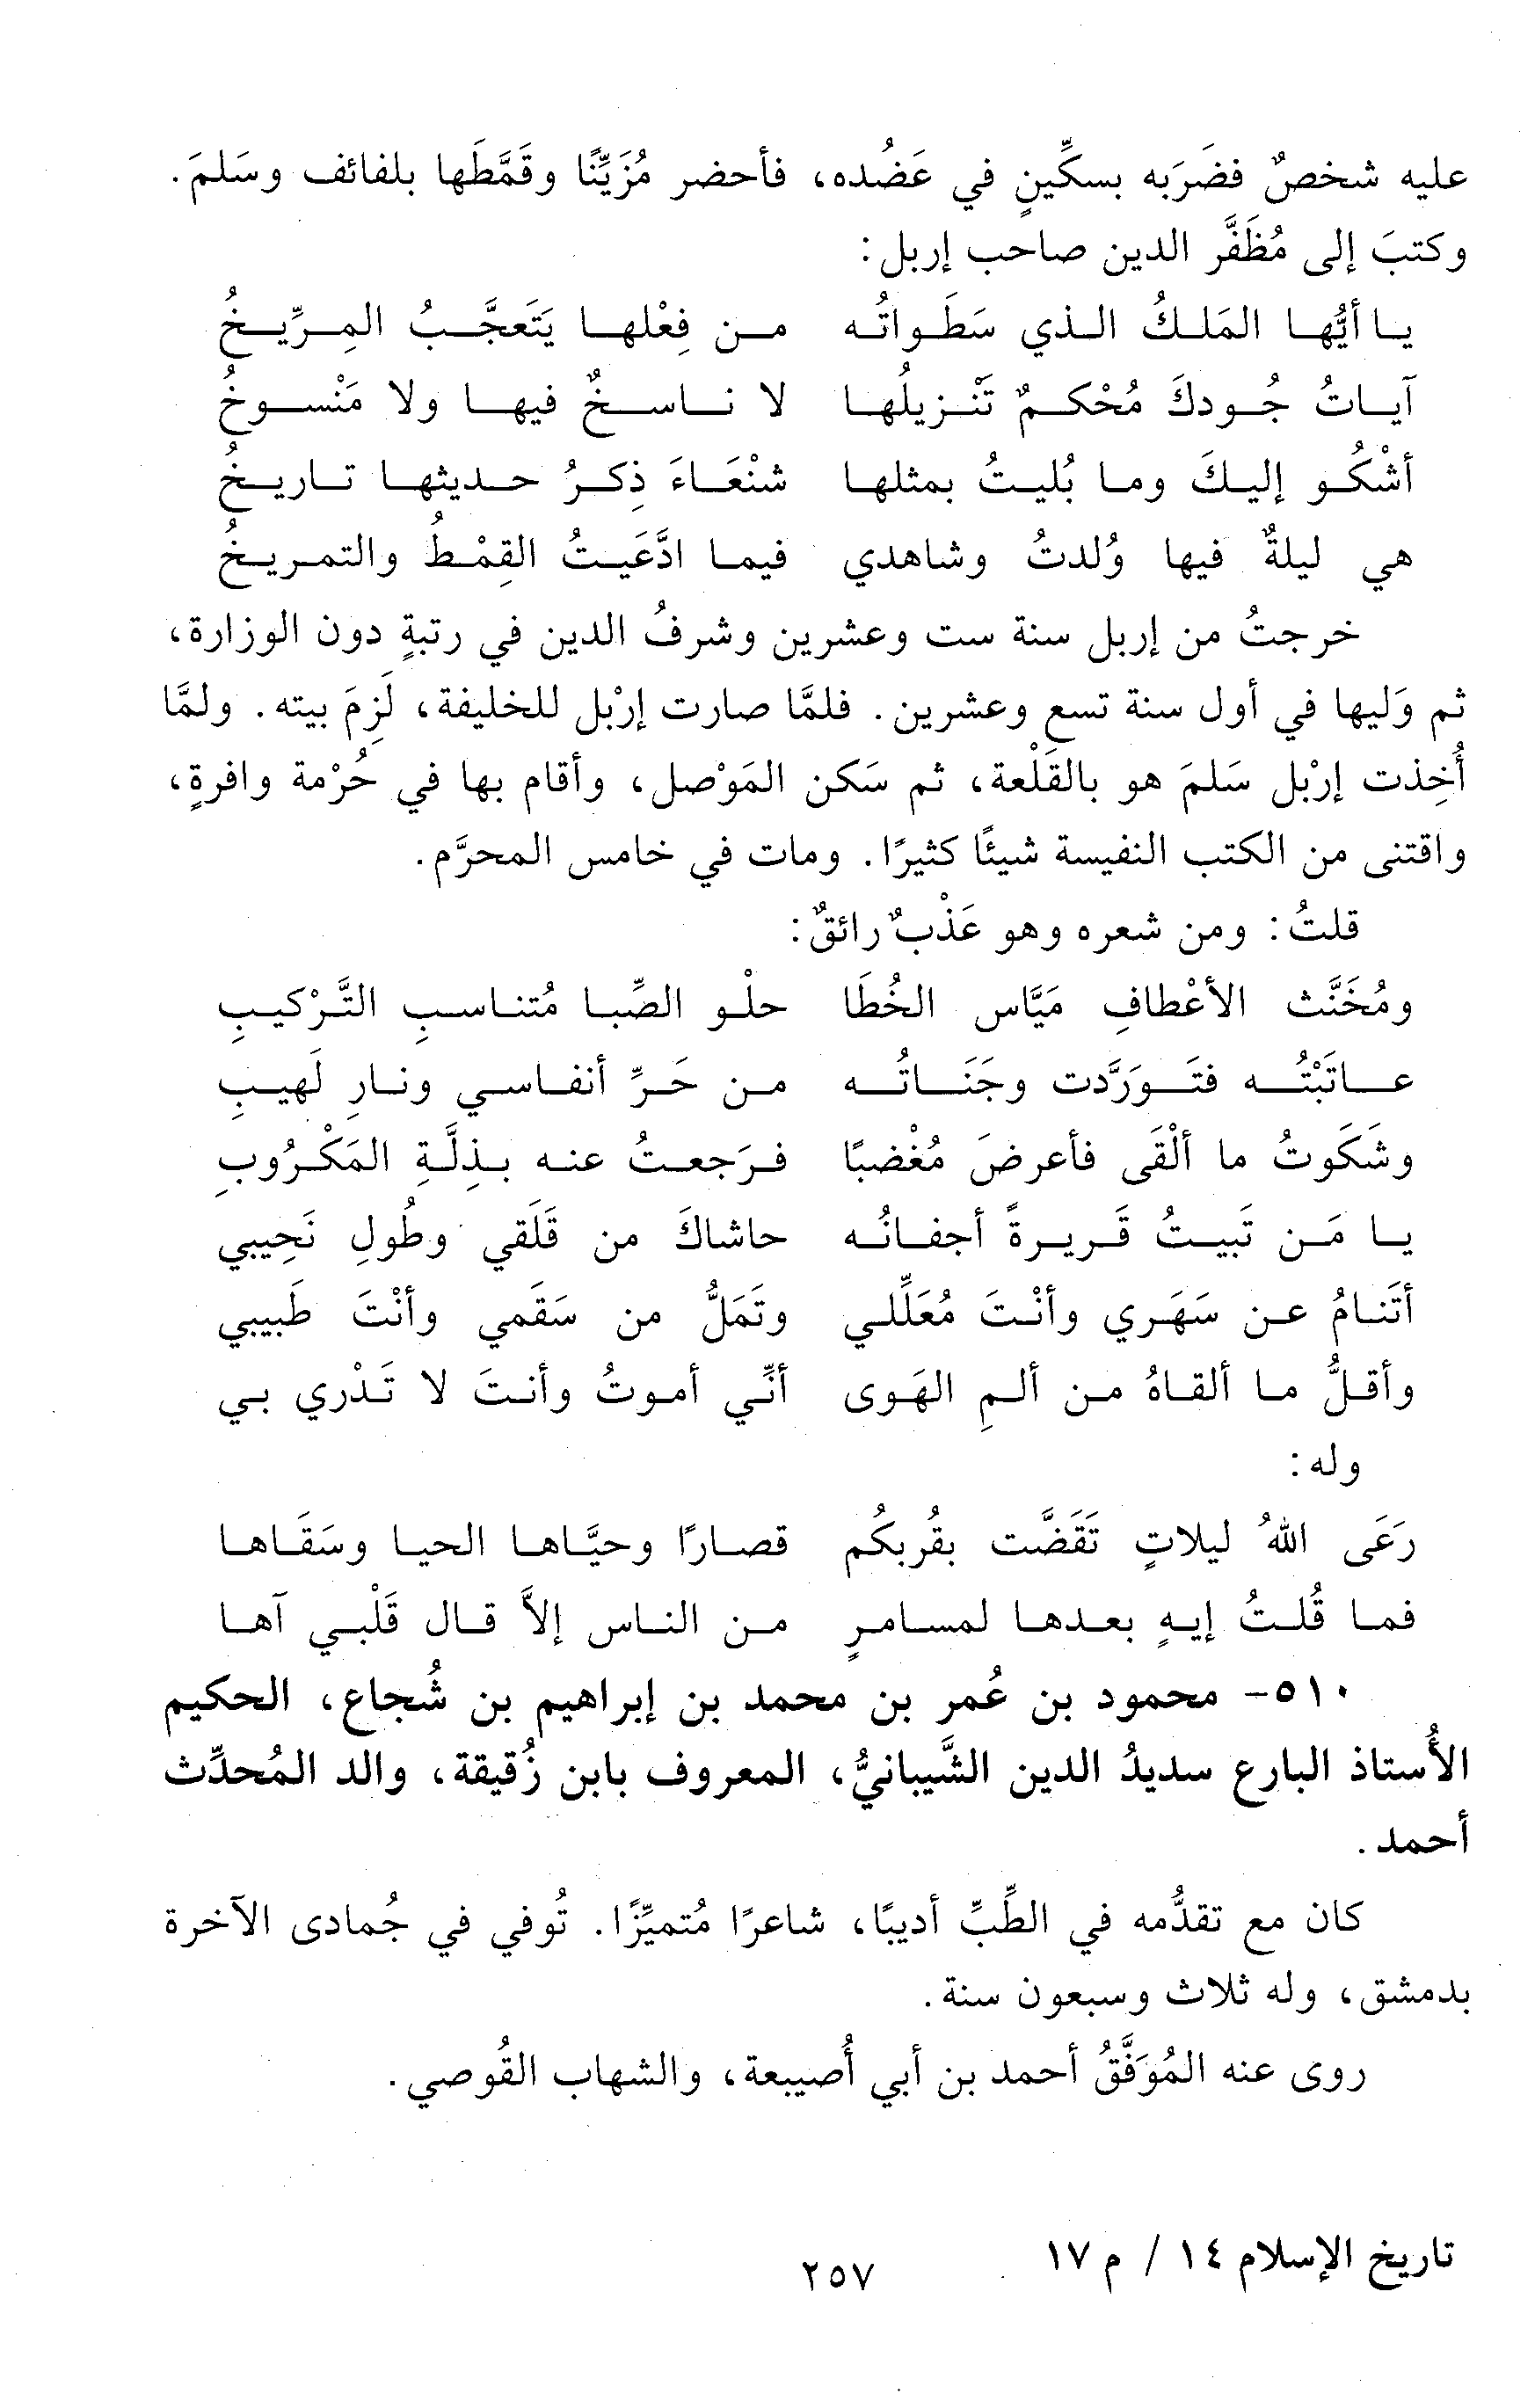 عليه شخصٌ فضَرَبه بسكِّينٍ في عَضُده، فأحضر مُزَيِّنًا وقَمَّطَها بلفائف وسَلمَ.
وكتبَ إلى مُظَفَّر الدين صاحب إربل:
يا أيُّها المَلكُ الذي سَطَواتُه من فِعْلها يَتَعجَّبُ المِرِّيخُ
آياتُ جُودكَ مُحْكمٌ تَنْزيلُها لا ناسخٌ فيها ولا مَنْسوخُ
أشْكُو إليكَ وما بُليتُ بمثلها شنْعَاءَ ذِكرُ حديثها تاريخُ
هي ليلةٌ فيها وُلدتُ وشاهدي فيما ادَّعَيتُ القِمْطُ والتمريخُ
خرجتُ من إربل سنة ست وعشرين وشرفُ الدين في رتبةٍ دون الوزارة،
ثم وَليها في أول سنة تسع وعشرين. فلمَّا صارت إرْبل للخليفة، لَزِمَ بيته. ولمَّا
أُخِذت إرْبل سَلمَ هو بالقَلْعة، ثم سَكن المَوْصل، وأقام بها في حُرْمة وافرةٍ،
واقتنى من الكتب النفيسة شيئًا كثيرًا. ومات في خامس المحرَّم.
قلتُ: ومن شعره وهو عَذْبٌ رائقٌ:
ومُخَنَّث الأعْطافِ مَيَّاس الخُطَا حلْو الصِّبا مُتناسبِ التَّرْكيبِ
عاتَبْتُه فتَوَرَّدت وجَنَاتُه من حَرِّ أنفاسي ونارِ لَهيبِ
وشَكَوتُ ما ألْقَى فأعرضَ مُغْضبًا فرَجعتُ عنه بذِلَّةِ المَكْرُوبِ
يا مَن تَبيتُ قَريرةً أجفانُه حاشاكَ من قَلَقي وطُولِ نَحِيبي
أتَنامُ عن سَهَري وأنْتَ مُعَلِّلي وتَمَلُّ من سَقَمي وأنْتَ طَبيبي
وأقلُّ ما ألقاهُ من ألمِ الهَوى أنِّي أموتُ وأنتَ لا تَدْري بي
وله:
رَعَى اللهُ ليلاتٍ تَقَضَّت بقُربكُم قصارًا وحيَّاها الحيا وسَقَاها
فما قُلتُ إيهٍ بعدها لمسامرٍ من الناس إلاَّ قال قَلْبي آها
٥١٠- محمود بن عُمر بن محمد بن إبراهيم بن شُجاع، الحكيم
الأُستاذ البارع سديدُ الدين الشَّيبانيُّ، المعروف بابن زُقيقة، والد المُحدِّث
أحمد.
كان مع تقدُّمه في الطِّبِّ أديبًا، شاعرًا مُتميِّزًا. تُوفي في جُمادى الآخرة
بدمشق، وله ثلاث وسبعون سنة.
روى عنه المُوَفَّقُ أحمد بن أبي أُصيبعة، والشهاب القُوصي.
تاريخ الإسلام ١٤ / م ١٧
٢٥٧